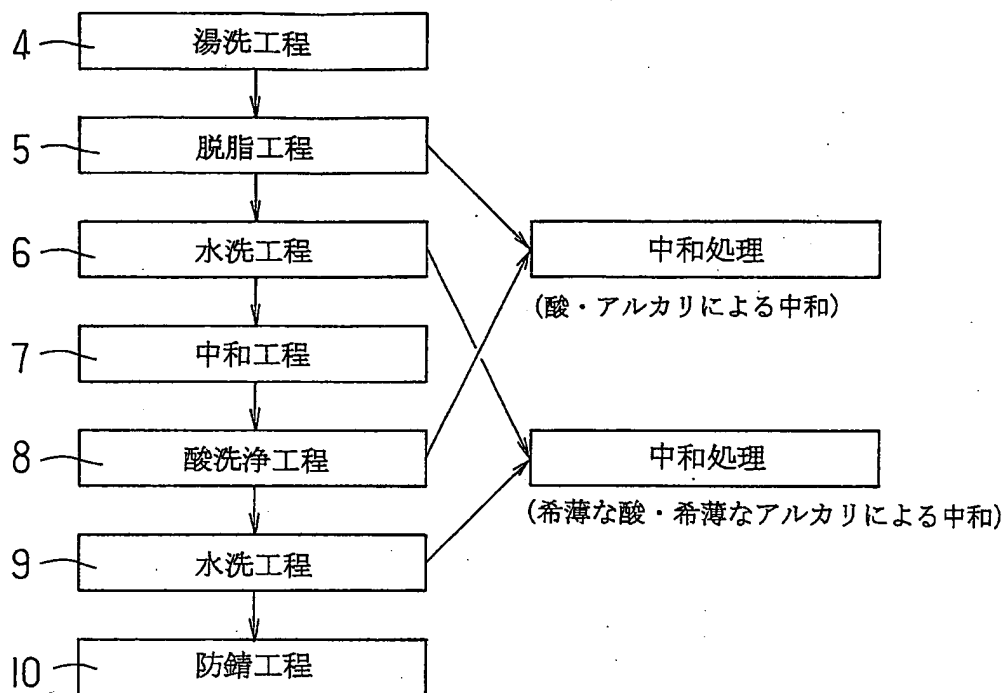 4 湯洗工程
5 脱脂工程
6 水洗工程
中和処理
(酸・アルカリによる中和)
7 中和工程
8 酸洗浄工程
中和処理
(希薄な酸・希薄なアルカリによる中和)
9 水洗工程
10 防錆工程